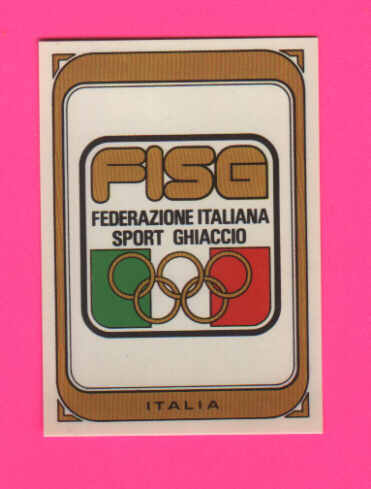 FISG
FEDERAZIONE ITALIANA
SPORT GHIACCIO
ITALIA